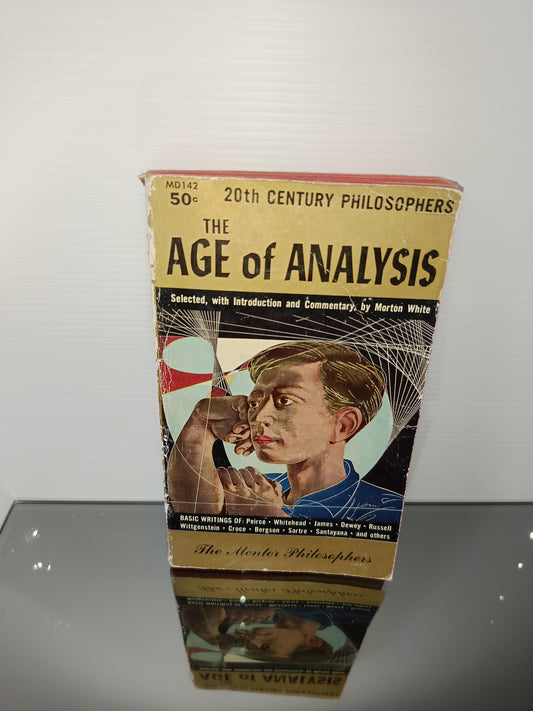 MD142
50c
20th CENTURY PHILOSOPHERS
THE
AGE of ANALYSIS
Selected, with Introduction and Commentary, by Morton White
BASIC WRITINGS OF: Peirce • Whitehead • James • Dewey • Russell
Wittgenstein • Croce • Bergson • Sartre • Santayana • and others
The Mentor Philosophers